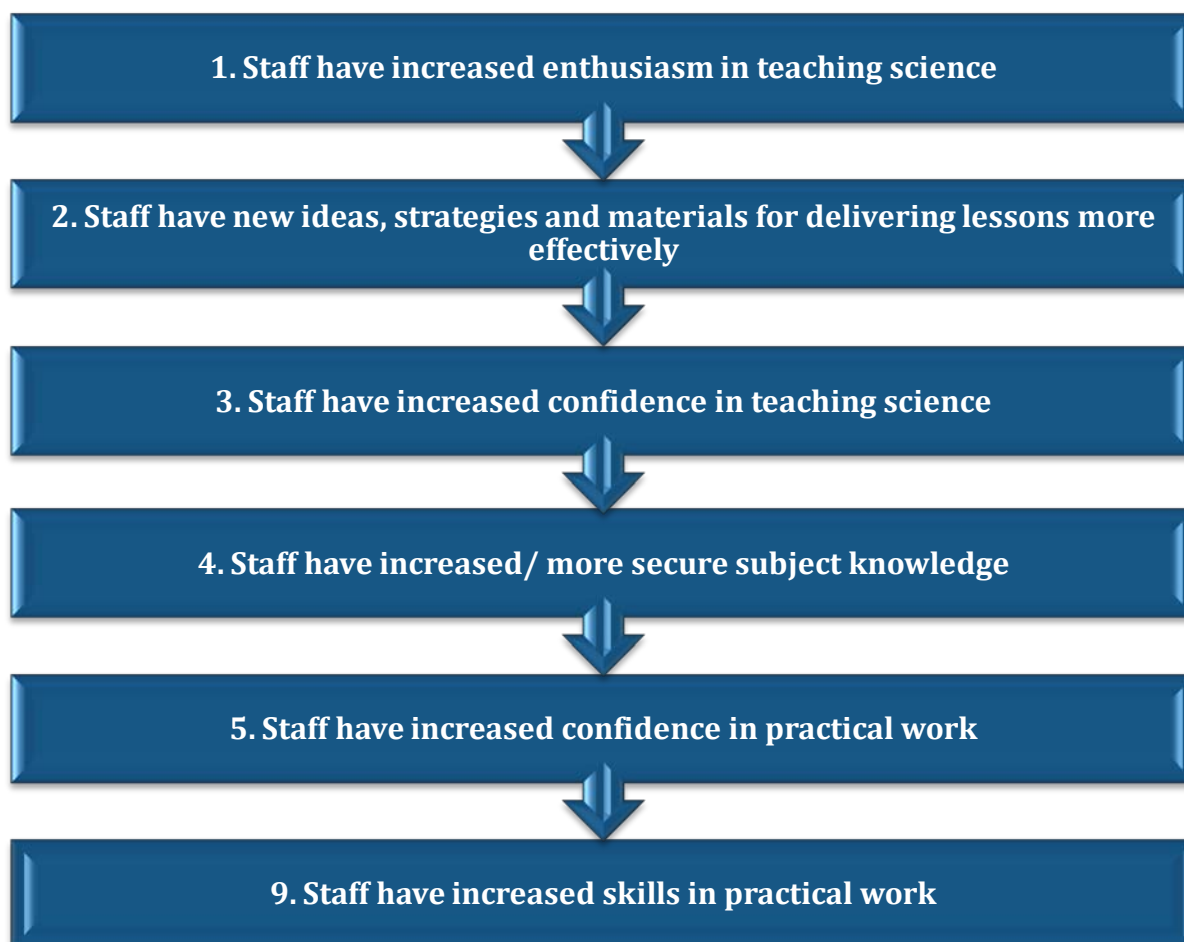 1. Staff have increased enthusiasm in teaching science
2. Staff have new ideas, strategies and materials for delivering lessons more
effectively
3. Staff have increased confidence in teaching science
4. Staff have increased/ more secure subject knowledge
5. Staff have increased confidence in practical work
9. Staff have increased skills in practical work